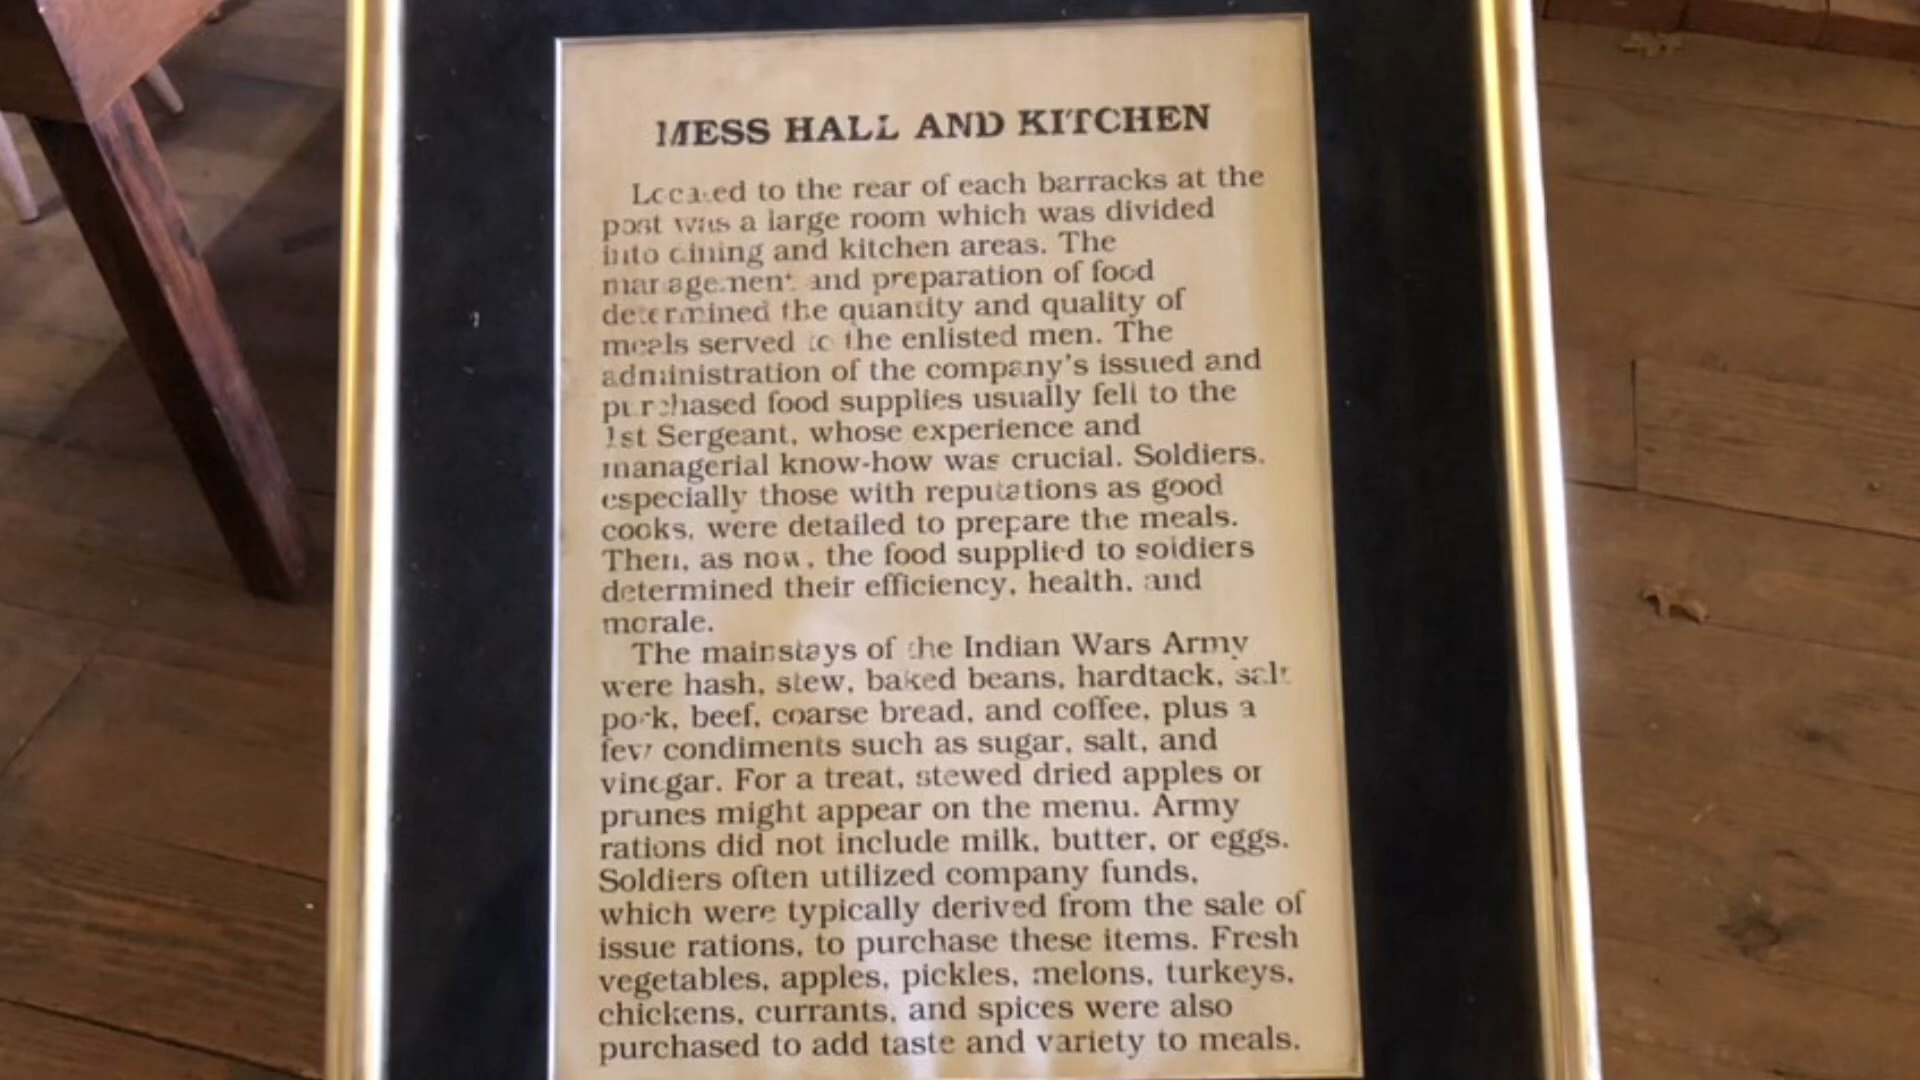 MESS HALL AND KITCHEN
Located to the rear of each barracks at the
post was a large room which was divided
into dining and kitchen areas. The
management and preparation of food
determined the quantity and quality of
meals served to the enlisted men. The
administration of the company's issued and
purchased food supplies usually fell to the
1st Sergeant, whose experience and
managerial know-how was crucial. Soldiers,
especially those with reputations as good
cooks, were detailed to prepare the meals.
Then, as now, the food supplied to soldiers
determined their efficiency, health, and
morale.
The mainstays of the Indian Wars Army
were hash, stew, baked beans, hardtack, salt
pork, beef, coarse bread, and coffee, plus a
few condiments such as sugar, salt, and
vinegar. For a treat, stewed dried apples or
prunes might appear on the menu. Army
rations did not include milk, butter, or eggs.
Soldiers often utilized company funds,
which were typically derived from the sale of
issue rations, to purchase these items. Fresh
vegetables, apples, pickles, melons, turkeys,
chickens, currants, and spices were also
purchased to add taste and variety to meals.